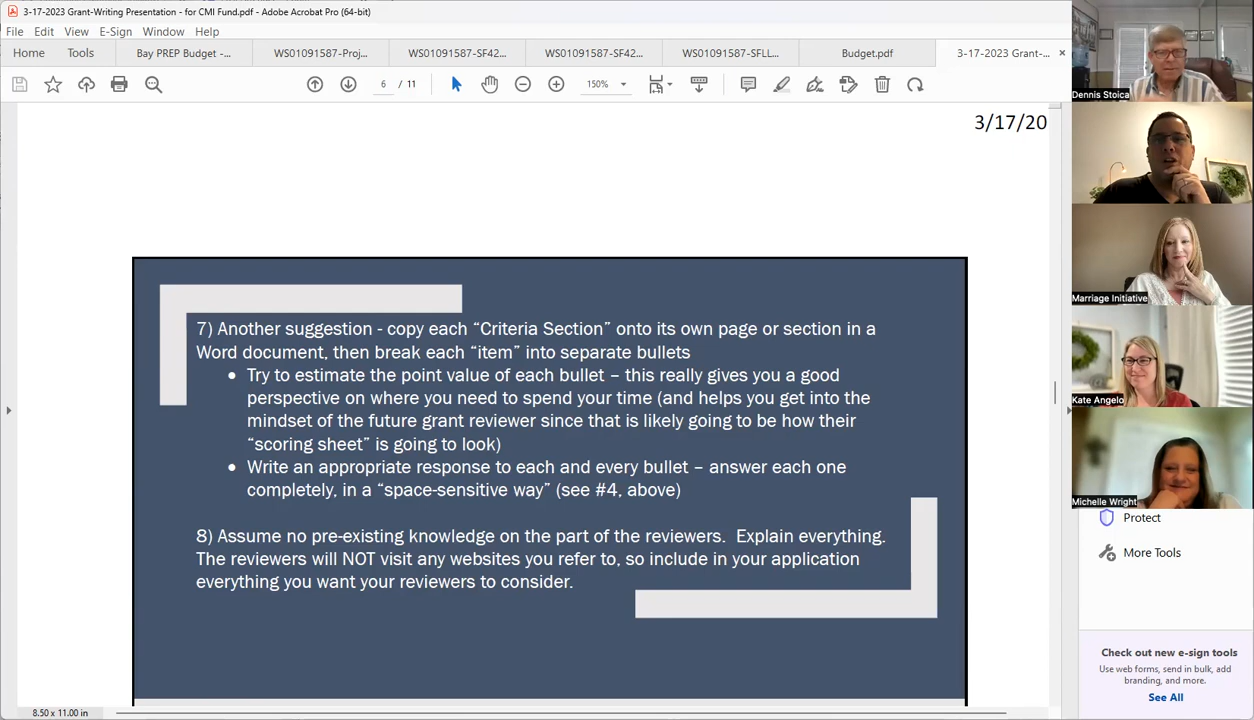 3-17-2023 Grant-Writing Presentation - for CMI Fund.pdf - Adobe Acrobat Pro (64-bit)
File Edit View E-Sign Window Help
Home Tools Bay PREP Budget -... WS01091587-Proj... WS01091587-SF42... WS01091587-SF42... WS01091587-SFLL... Budget.pdf 3-17-2023 Grant-... ×
6 / 11 150%
3/17/20
7) Another suggestion - copy each “Criteria Section” onto its own page or section in a
Word document, then break each “item” into separate bullets
• Try to estimate the point value of each bullet – this really gives you a good
perspective on where you need to spend your time (and helps you get into the
mindset of the future grant reviewer since that is likely going to be how their
“scoring sheet” is going to look)
• Write an appropriate response to each and every bullet – answer each one
completely, in a “space-sensitive way” (see #4, above)
8) Assume no pre-existing knowledge on the part of the reviewers. Explain everything.
The reviewers will NOT visit any websites you refer to, so include in your application
everything you want your reviewers to consider.
8.50 x 11.00 in
Dennis Stoica
Marriage Initiative
Kate Angelo
Michelle Wright
Protect
More Tools
Check out new e-sign tools
Use web forms, send in bulk, add
branding, and more.
See All